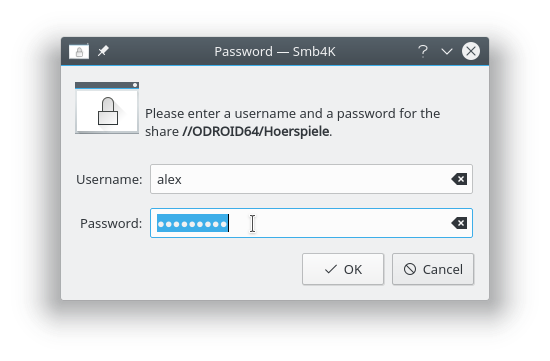 Password — Smb4K
Please enter a username and a password for the
share //ODROID64/Hoerspiele.
Username: alex
Password: •••••••••
OK Cancel